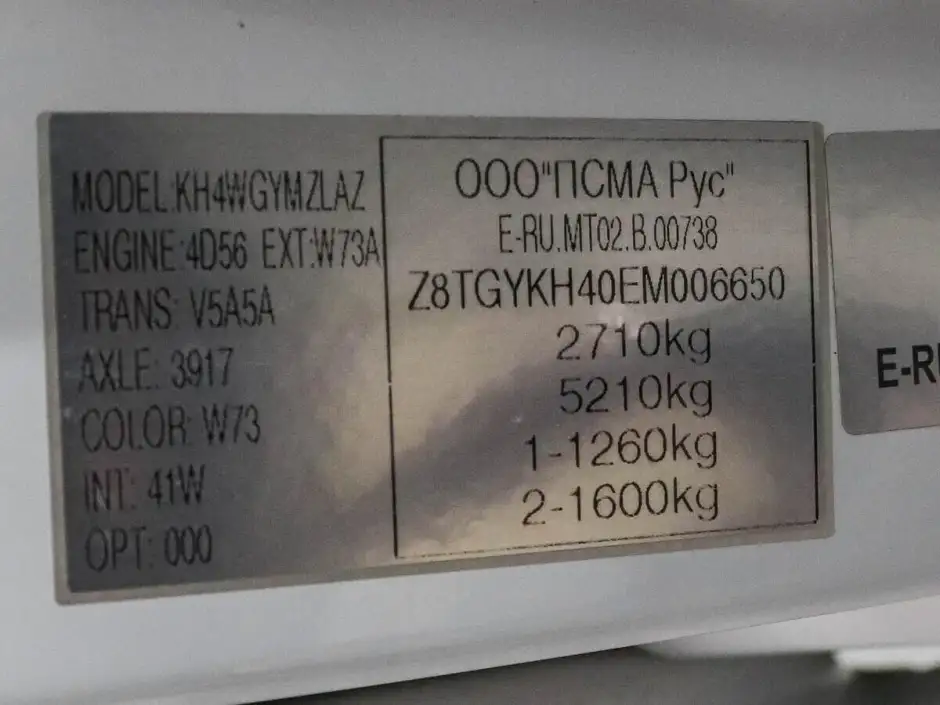 MODEL:KH4WGYMZLAZ
ENGINE:4D56 EXT:W73A
TRANS: V5A5A
AXLE: 3917
COLOR: W73
INT: 41W
OPT: 000
ООО"ПСМА Рус"
E-RU.MT02.B.00738
Z8TGYKH40EM006650
2710kg
5210kg
1-1260kg
2-1600kg